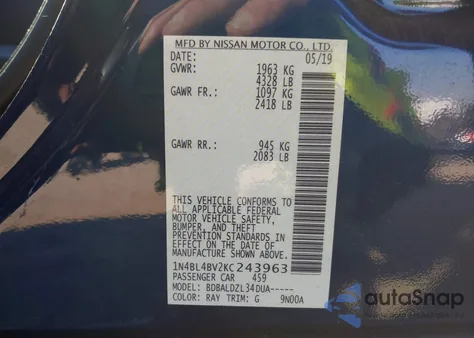 MFD BY NISSAN MOTOR CO., LTD.
DATE: 05/19
GVWR: 1963 KG
4328 LB
GAWR FR.: 1097 KG
2418 LB
GAWR RR.: 945 KG
2083 LB
THIS VEHICLE CONFORMS TO
ALL APPLICABLE FEDERAL
MOTOR VEHICLE SAFETY,
BUMPER, AND THEFT
PREVENTION STANDARDS IN
EFFECT ON THE DATE OF
MANUFACTURE SHOWN ABOVE.
1N4BL4BV2KC243963
PASSENGER CAR 459
MODEL: BDBALDZL34DUA-----
COLOR: RAY TRIM: G 9N00A
autoSnap